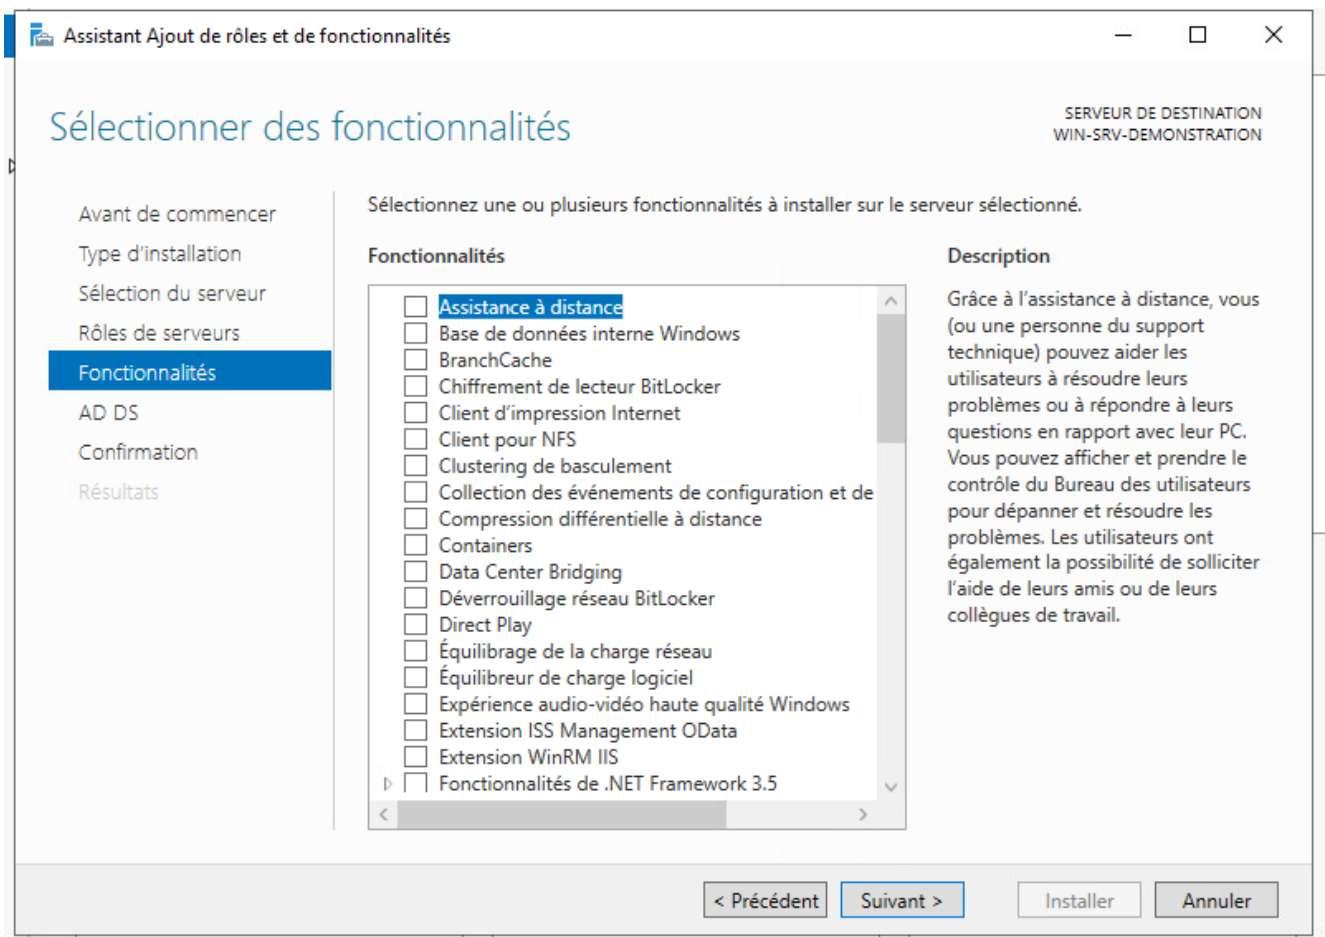 Assistant Ajout de rôles et de fonctionnalités
Sélectionner des fonctionnalités
SERVEUR DE DESTINATION
WIN-SRV-DEMONSTRATION
Avant de commencer
Type d'installation
Sélection du serveur
Rôles de serveurs
Fonctionnalités
AD DS
Confirmation
Résultats
Sélectionnez une ou plusieurs fonctionnalités à installer sur le serveur sélectionné.
Fonctionnalités
Assistance à distance
Base de données interne Windows
BranchCache
Chiffrement de lecteur BitLocker
Client d'impression Internet
Client pour NFS
Clustering de basculement
Collection des événements de configuration et de
Compression différentielle à distance
Containers
Data Center Bridging
Déverrouillage réseau BitLocker
Direct Play
Équilibrage de la charge réseau
Équilibreur de charge logiciel
Expérience audio-vidéo haute qualité Windows
Extension ISS Management OData
Extension WinRM IIS
Fonctionnalités de .NET Framework 3.5
Description
Grâce à l'assistance à distance, vous
(ou une personne du support
technique) pouvez aider les
utilisateurs à résoudre leurs
problèmes ou à répondre à leurs
questions en rapport avec leur PC.
Vous pouvez afficher et prendre le
contrôle du Bureau des utilisateurs
pour dépanner et résoudre les
problèmes. Les utilisateurs ont
également la possibilité de solliciter
l'aide de leurs amis ou de leurs
collègues de travail.
< Précédent
Suivant >
Installer
Annuler